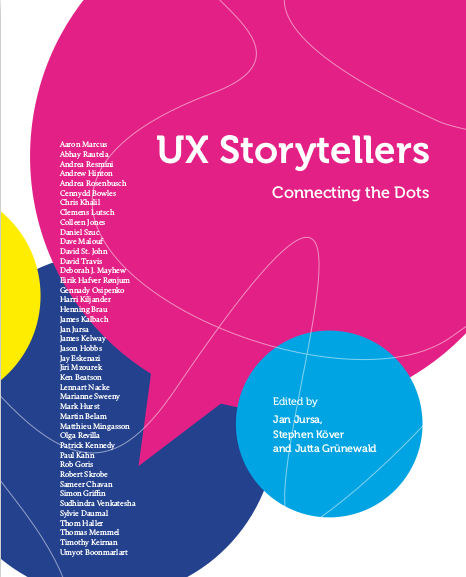 UX Storytellers
Connecting the Dots
Aaron Marcus
Abhay Rautela
Andrea Resmini
Andrew Hinton
Andrea Rosenbusch
Cennydd Bowles
Chris Khalil
Clemens Lutsch
Colleen Jones
Daniel Szuc
Dave Malouf
David St. John
David Travis
Deborah J. Mayhew
Eirik Hafver Rønjum
Gennady Osipenko
Harri Kiljander
Henning Brau
James Kalbach
Jan Jursa
James Kelway
Jason Hobbs
Jay Eskenazi
Jiri Mzourek
Ken Beatson
Lennart Nacke
Marianne Sweeny
Mark Hurst
Martin Belam
Matthieu Mingasson
Olga Revilla
Patrick Kennedy
Paul Kahn
Rob Goris
Robert Skrobe
Sameer Chavan
Simon Griffin
Sudhindra Venkatesha
Sylvie Daumal
Thom Haller
Thomas Memmel
Timothy Keirnan
Umyot Boonmarlart
Edited by
Jan Jursa,
Stephen Köver
and Jutta Grünewald